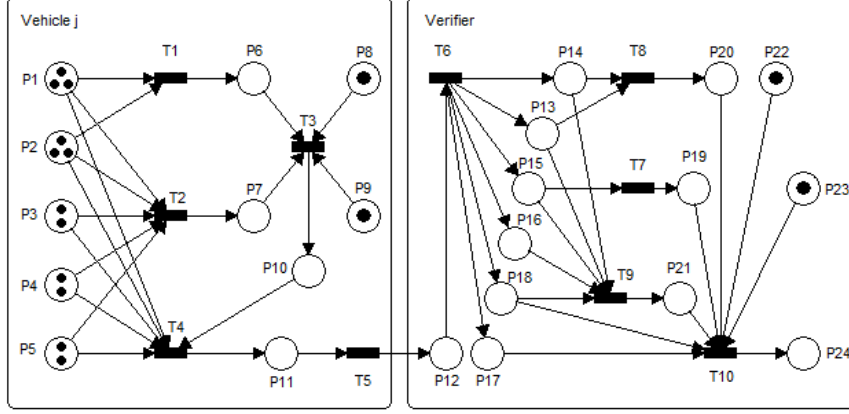 Vehicle j
Verifier
T1
P6
P8
T6
P14
T8
P20
P22
P1
P13
T3
P2
P15
T7
P19
T2
P7
P9
P23
P3
P16
P10
P18
T9
P21
P4
T4
P5
P11
T5
P12
P17
T10
P24